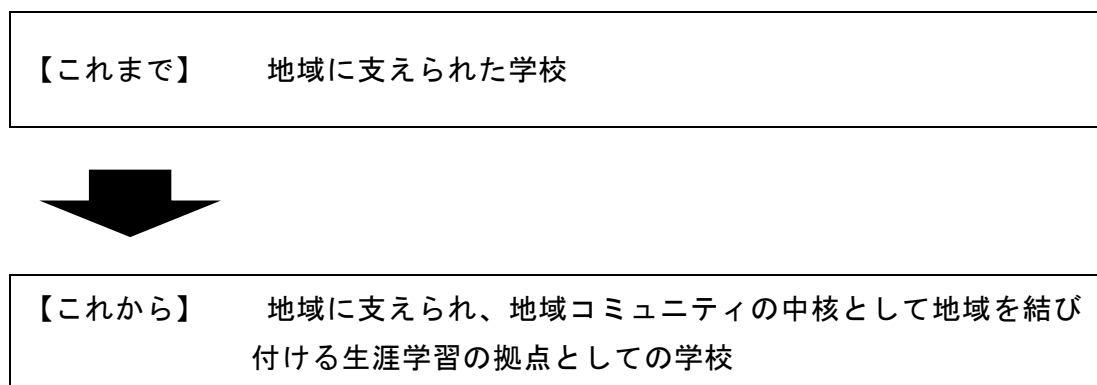 【これまで】　　地域に支えられた学校
【これから】　　地域に支えられ、地域コミュニティの中核として地域を結び
付ける生涯学習の拠点としての学校